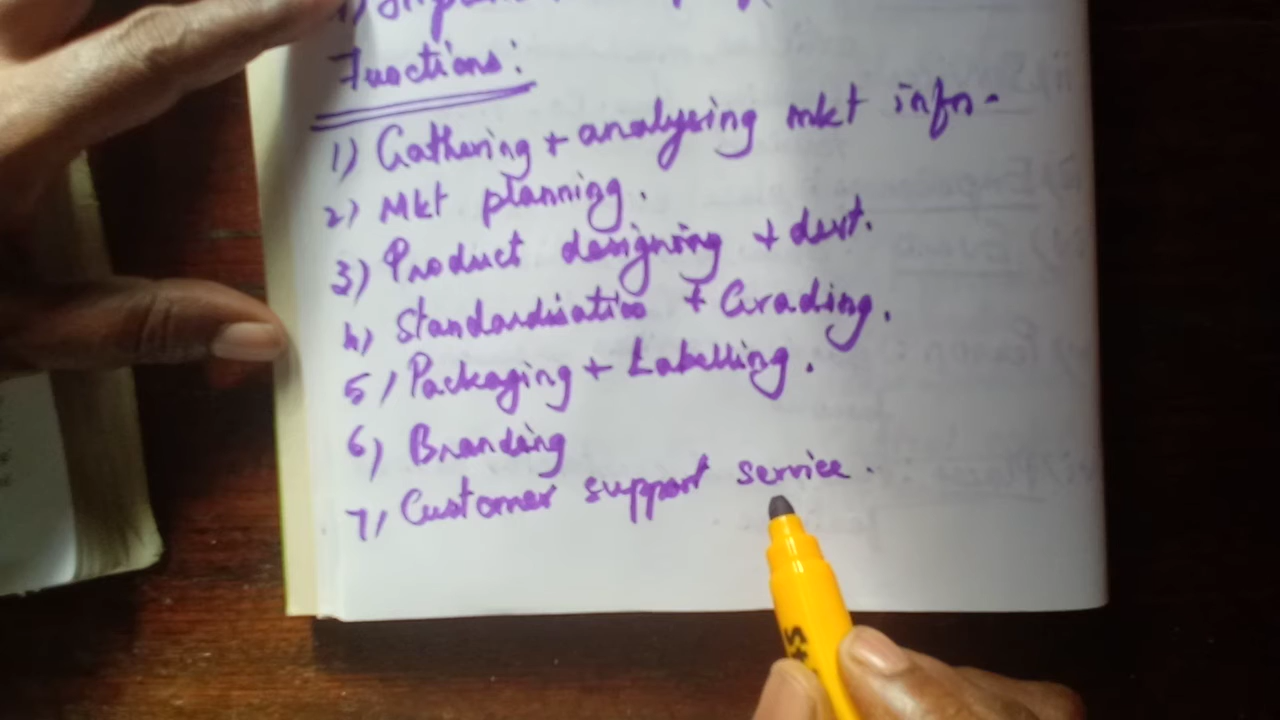 Functions:
1) Gathering + analysing mkt infn.
2) Mkt planning.
3) Product designing + devt.
4) Standardisation + Grading.
5) Packaging + Labelling.
6) Branding
7) Customer support service.